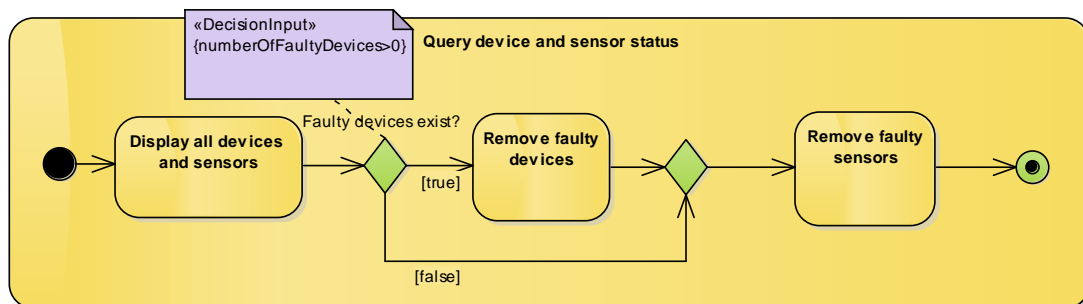 «DecisionInput»
{numberOfFaultyDevices>0}
Query device and sensor status
Faulty devices exist?
Display all devices
and sensors
Remove faulty
devices
Remove faulty
sensors
[true]
[false]